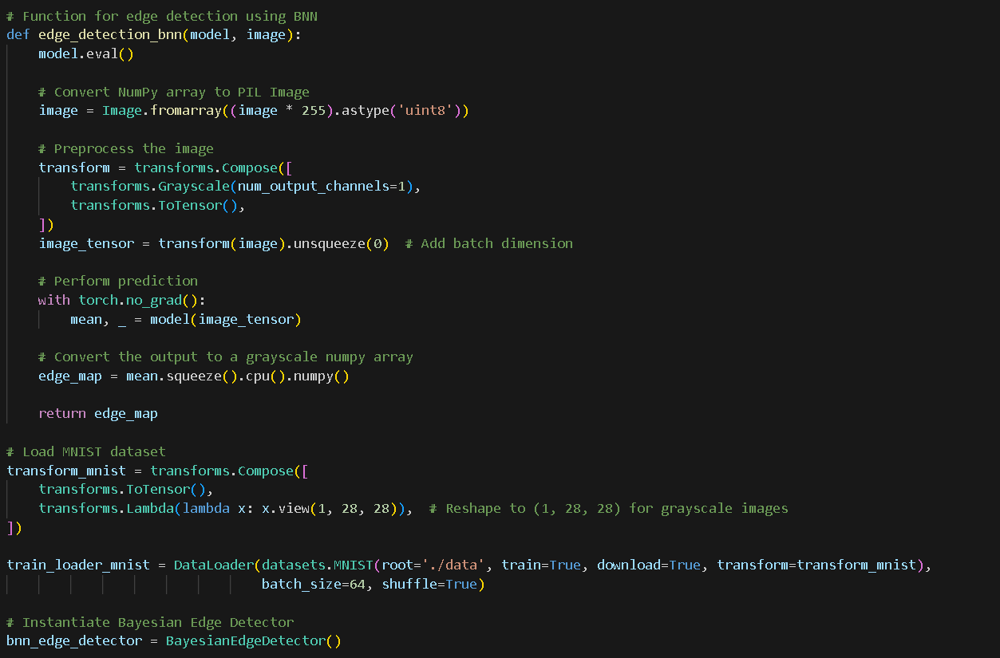 # Function for edge detection using BNN
def edge_detection_bnn(model, image):
    model.eval()

    # Convert NumPy array to PIL Image
    image = Image.fromarray((image * 255).astype('uint8'))

    # Preprocess the image
    transform = transforms.Compose([
        transforms.Grayscale(num_output_channels=1),
        transforms.ToTensor(),
    ])
    image_tensor = transform(image).unsqueeze(0)  # Add batch dimension

    # Perform prediction
    with torch.no_grad():
        mean, _ = model(image_tensor)

    # Convert the output to a grayscale numpy array
    edge_map = mean.squeeze().cpu().numpy()

    return edge_map

# Load MNIST dataset
transform_mnist = transforms.Compose([
    transforms.ToTensor(),
    transforms.Lambda(lambda x: x.view(1, 28, 28)),  # Reshape to (1, 28, 28) for grayscale images
])

train_loader_mnist = DataLoader(datasets.MNIST(root='./data', train=True, download=True, transform=transform_mnist),
                                batch_size=64, shuffle=True)

# Instantiate Bayesian Edge Detector
bnn_edge_detector = BayesianEdgeDetector()